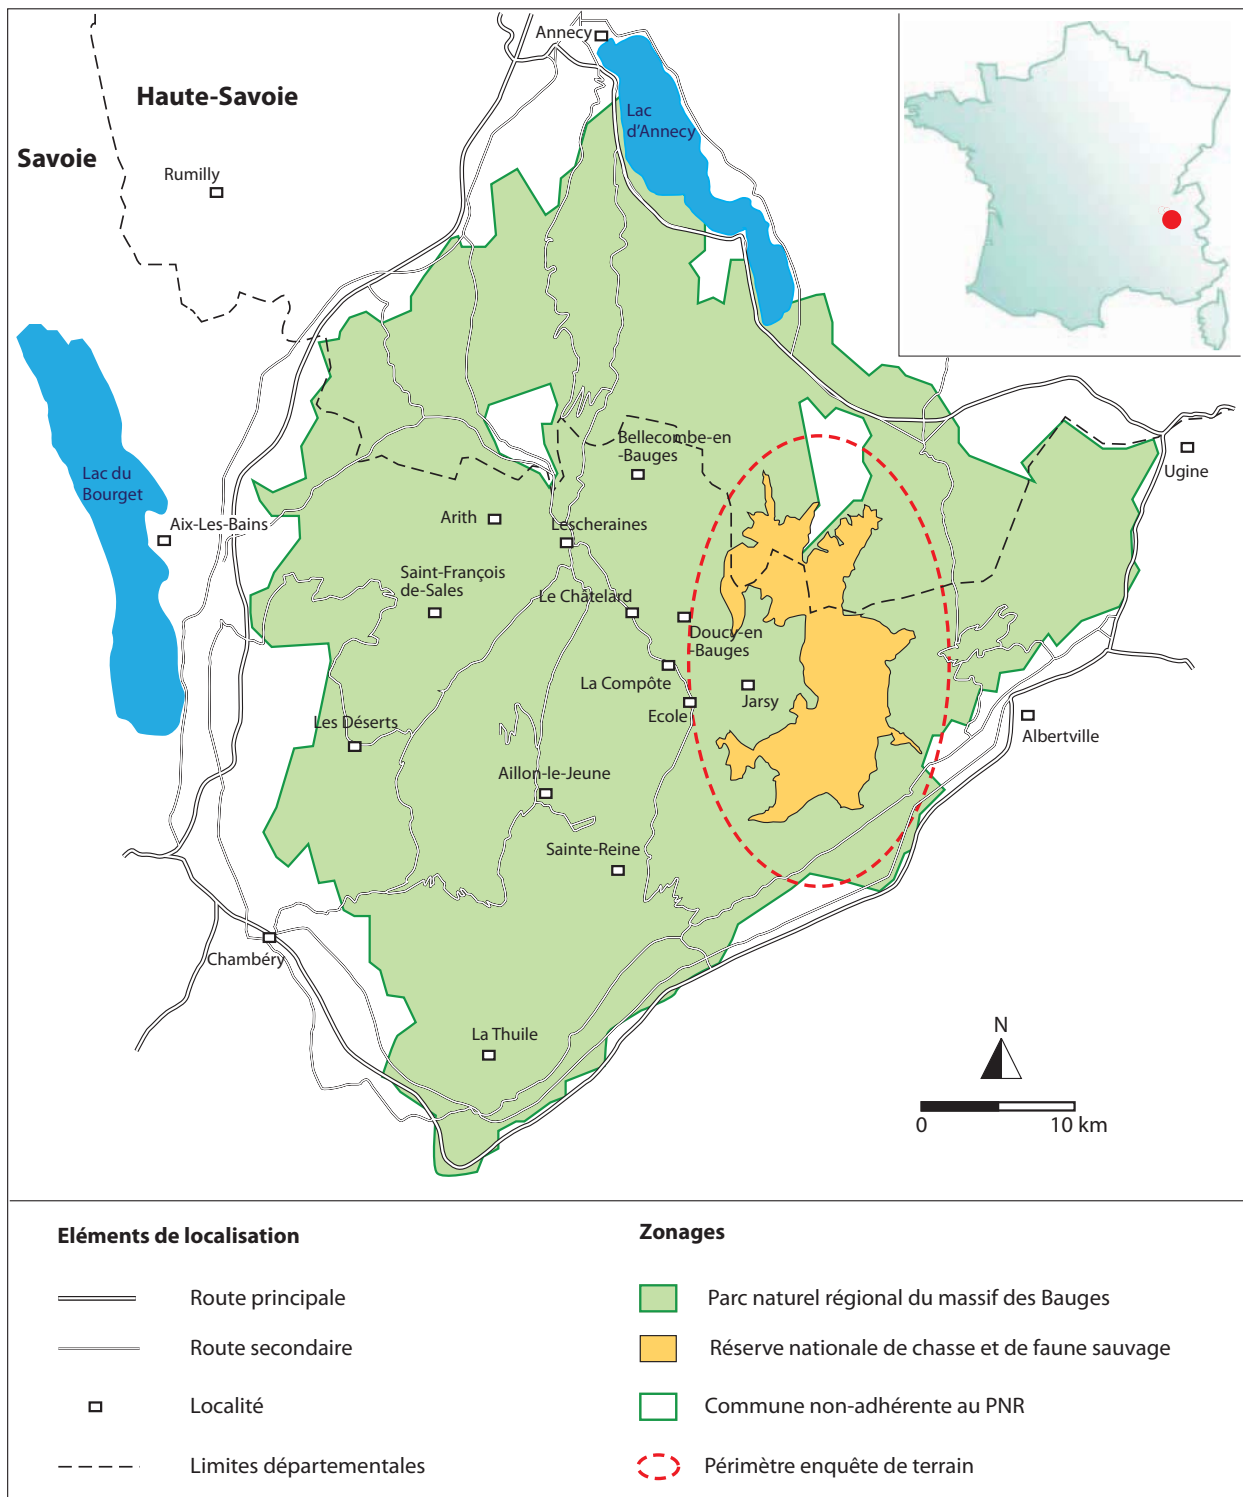 Annecy
Haute-Savoie
Lac
d'Annecy
Savoie
Rumilly
Bellecombe-en
-Bauges
Ugine
Lac du
Bourget
Aix-Les-Bains
Arith
Lescheraines
Saint-François
de-Sales
Le Châtelard
Doucy-en
-Bauges
La Compôte
Jarsy
Ecole
Les Déserts
Albertville
Aillon-le-Jeune
Sainte-Reine
Chambéry
La Thuile
N
0 10 km
Eléments de localisation
Route principale
Route secondaire
Localité
Limites départementales
Zonages
Parc naturel régional du massif des Bauges
Réserve nationale de chasse et de faune sauvage
Commune non-adhérente au PNR
Périmètre enquête de terrain